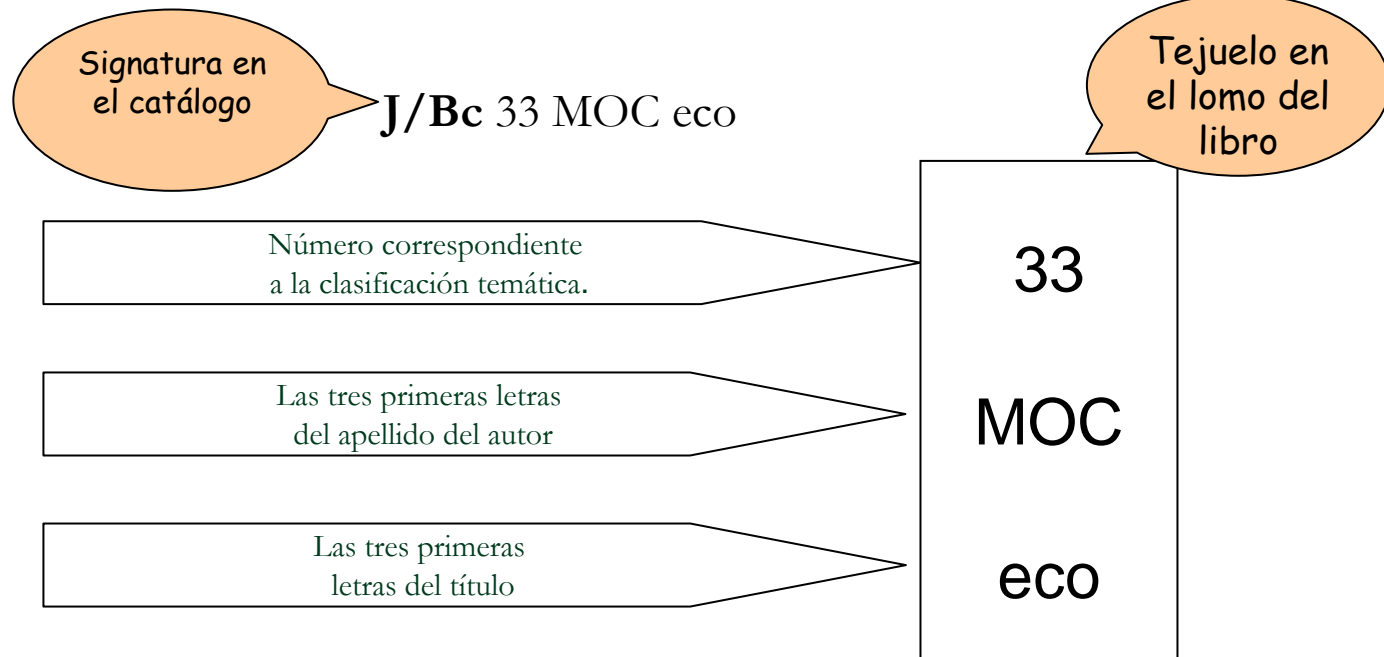 Signatura en
el catálogo
J/Bc 33 MOC eco
Tejuelo en
el lomo del
libro
Número correspondiente
a la clasificación temática.
33
Las tres primeras letras
del apellido del autor
MOC
Las tres primeras
letras del título
eco